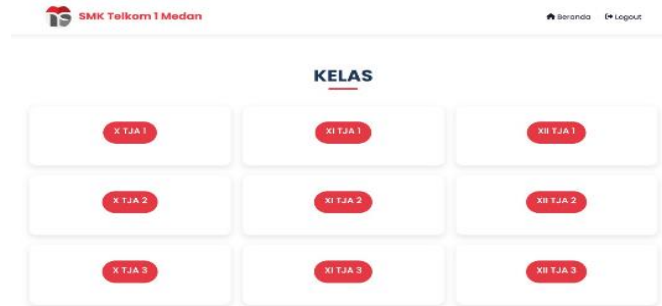 SMK Telkom 1 Medan Beranda Logout
KELAS
X TJA 1 XI TJA 1 XII TJA 1
X TJA 2 XI TJA 2 XII TJA 2
X TJA 3 XI TJA 3 XII TJA 3